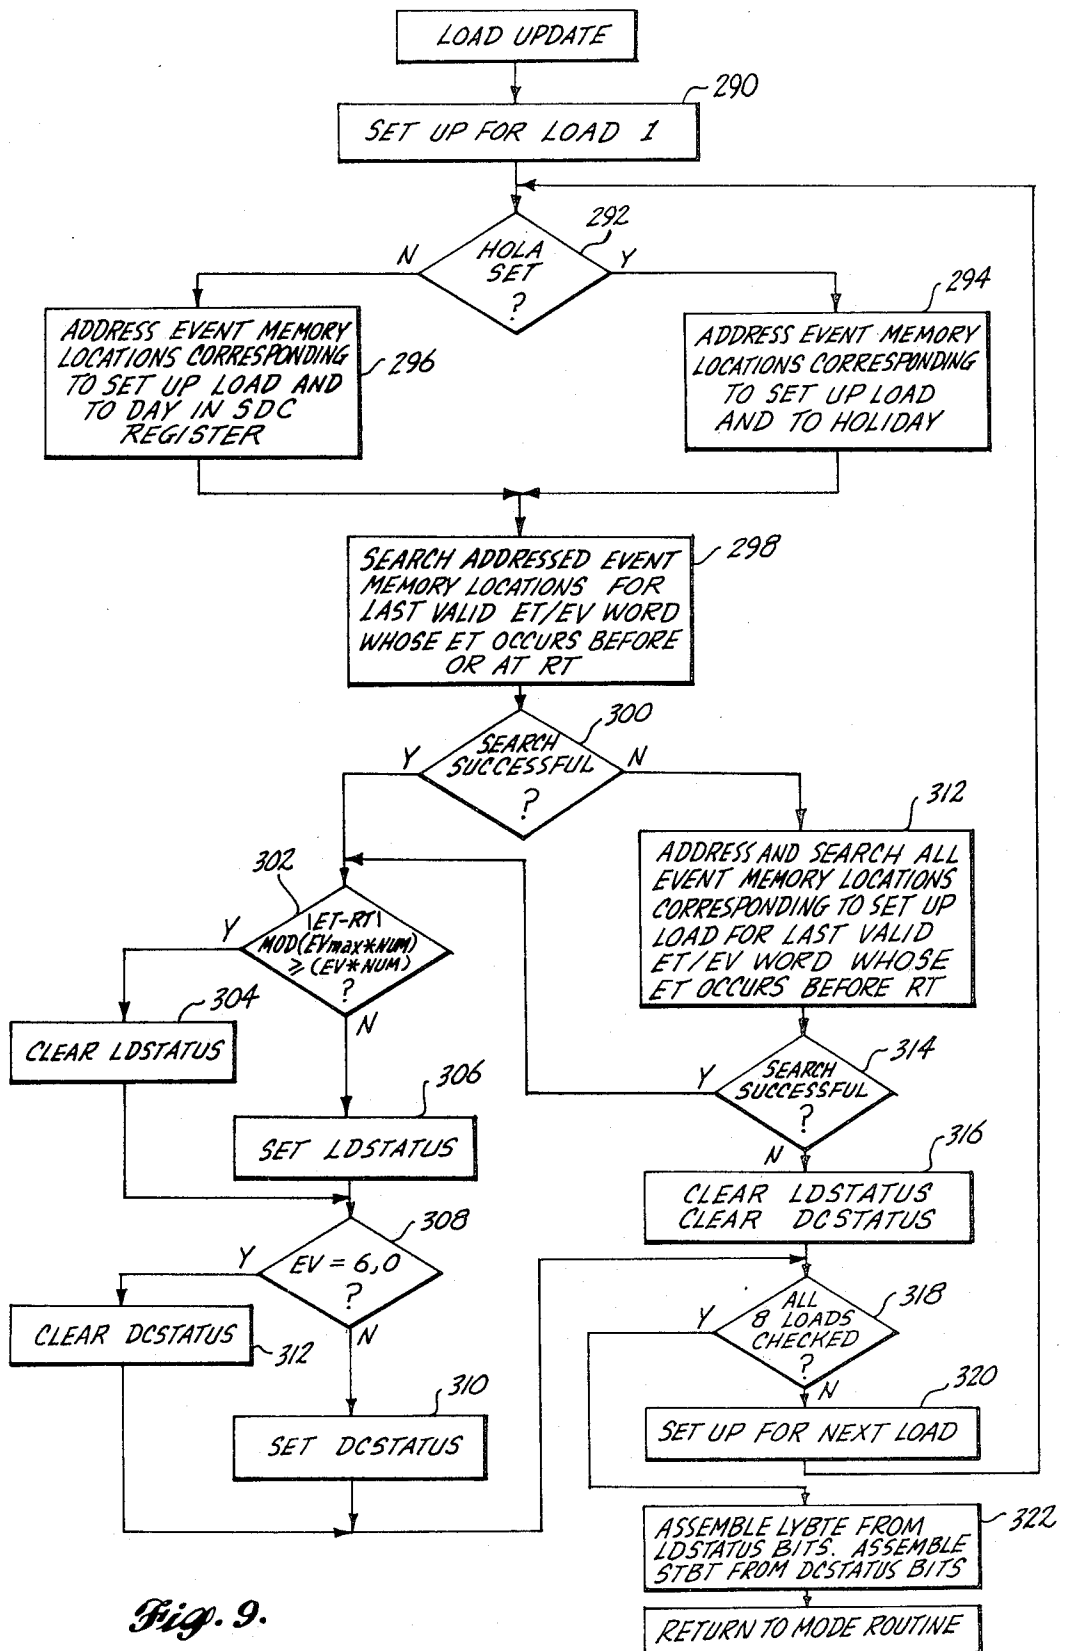 LOAD UPDATE
290
SET UP FOR LOAD 1
292
HOLA
SET
?
N
Y
294
ADDRESS EVENT MEMORY
LOCATIONS CORRESPONDING
TO SET UP LOAD AND
TO DAY IN SDC
REGISTER
296
ADDRESS EVENT MEMORY
LOCATIONS CORRESPONDING
TO SET UP LOAD
AND TO HOLIDAY
298
SEARCH ADDRESSED EVENT
MEMORY LOCATIONS FOR
LAST VALID ET/EV WORD
WHOSE ET OCCURS BEFORE
OR AT RT
300
SEARCH
SUCCESSFUL
?
Y
N
312
ADDRESS AND SEARCH ALL
EVENT MEMORY LOCATIONS
CORRESPONDING TO SET UP
LOAD FOR LAST VALID
ET/EV WORD WHOSE
ET OCCURS BEFORE RT
302
|ET-RT|
MOD(EVmax*NUM)
≥(EV*NUM)
?
Y
N
304
CLEAR LDSTATUS
314
SEARCH
SUCCESSFUL
?
Y
N
306
SET LDSTATUS
316
CLEAR LDSTATUS
CLEAR DCSTATUS
308
EV = 6,0
?
Y
N
318
ALL
8 LOADS
CHECKED
?
Y
N
CLEAR DCSTATUS
312
310
SET DCSTATUS
320
SET UP FOR NEXT LOAD
322
ASSEMBLE LYBTE FROM
LDSTATUS BITS. ASSEMBLE
STBT FROM DCSTATUS BITS
RETURN TO MODE ROUTINE
Fig. 9.